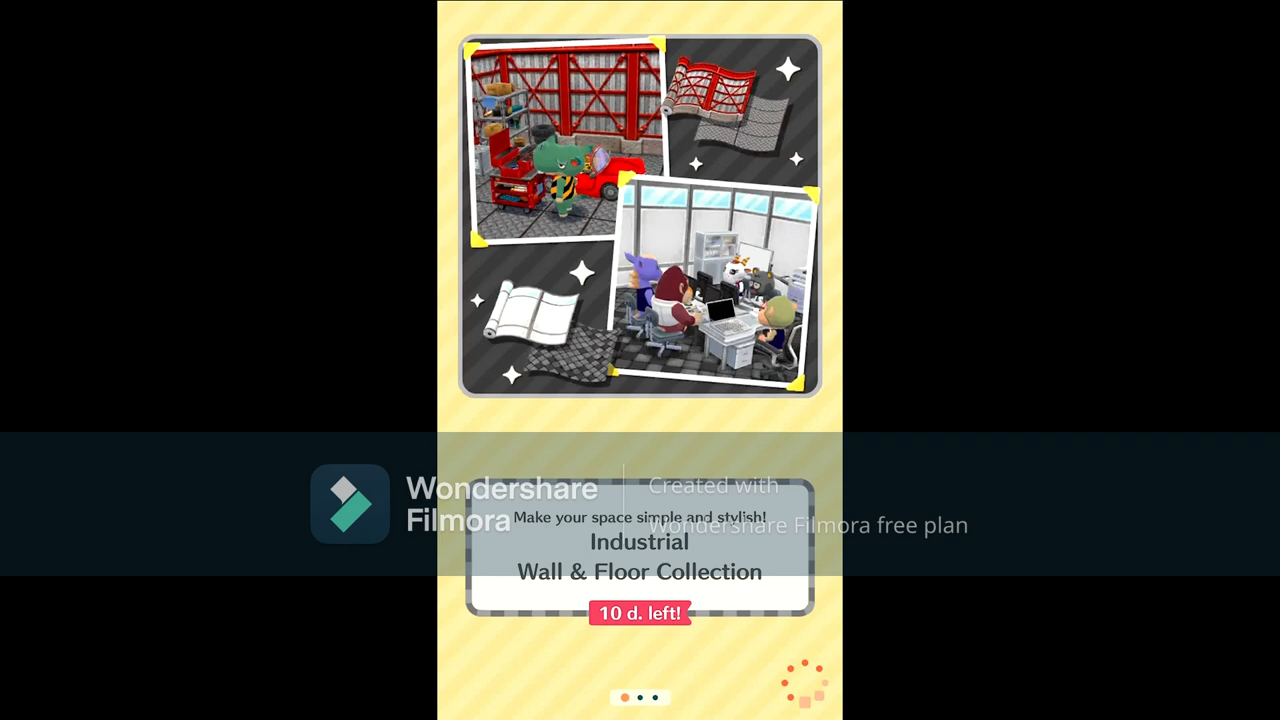 Wondershare
Filmora
Created with
Wondershare Filmora free plan
Make your space simple and stylish!
Industrial
Wall & Floor Collection
10 d. left!